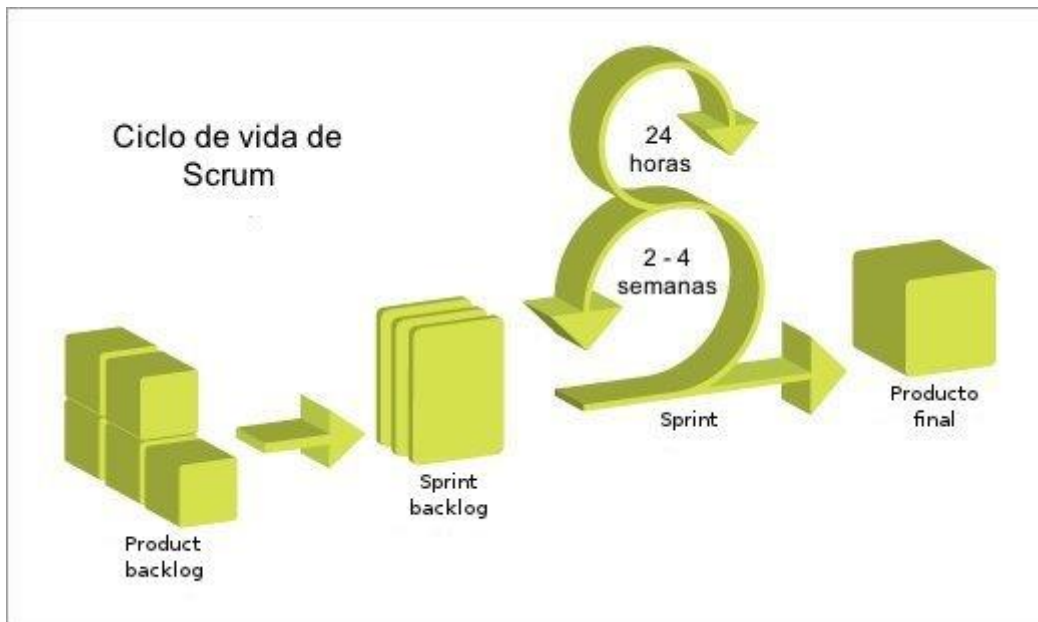 Ciclo de vida de
Scrum
24
horas
2 - 4
semanas
Product
backlog
Sprint
backlog
Sprint
Producto
final